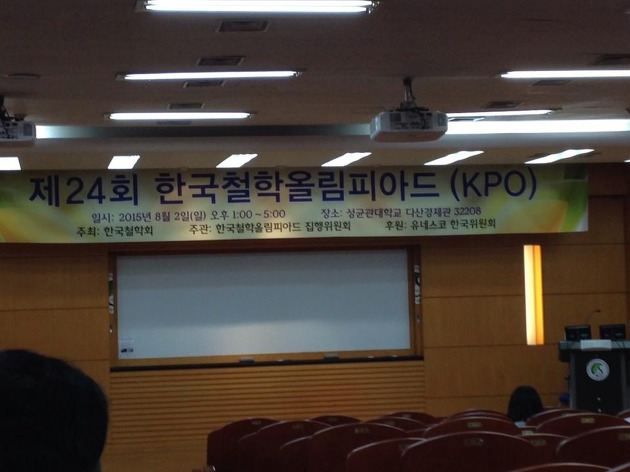 제24회 한국철학올림피아드 (KPO)
일시: 2015년 8월 2일(일) 오후 1:00 ~ 5:00 장소: 성균관대학교 다산경제관 32208
주최: 한국철학회 주관: 한국철학올림피아드 집행위원회 후원: 유네스코 한국위원회